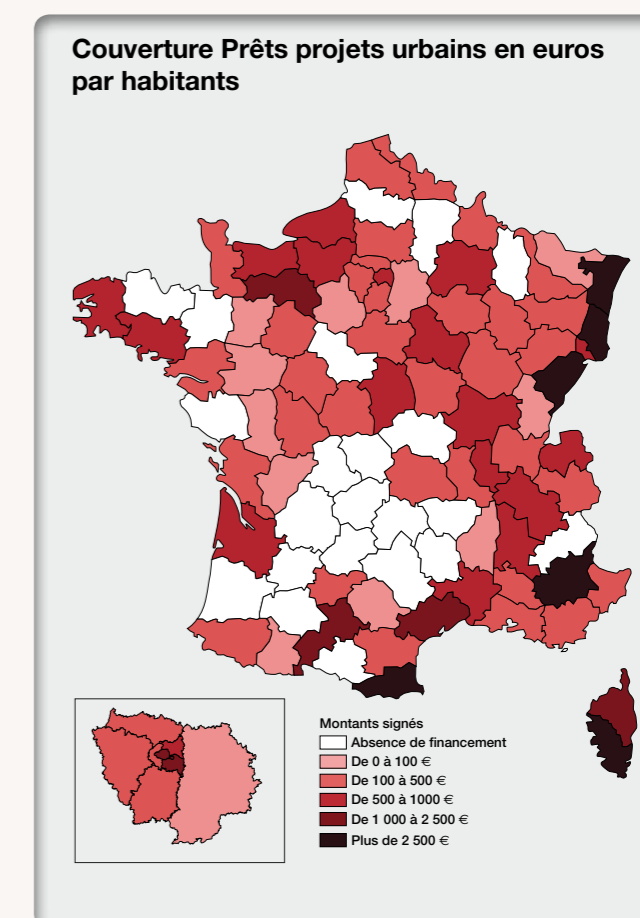 Couverture Prêts projets urbains en euros
par habitants
Montants signés
Absence de financement
De 0 à 100 €
De 100 à 500 €
De 500 à 1000 €
De 1 000 à 2 500 €
Plus de 2 500 €